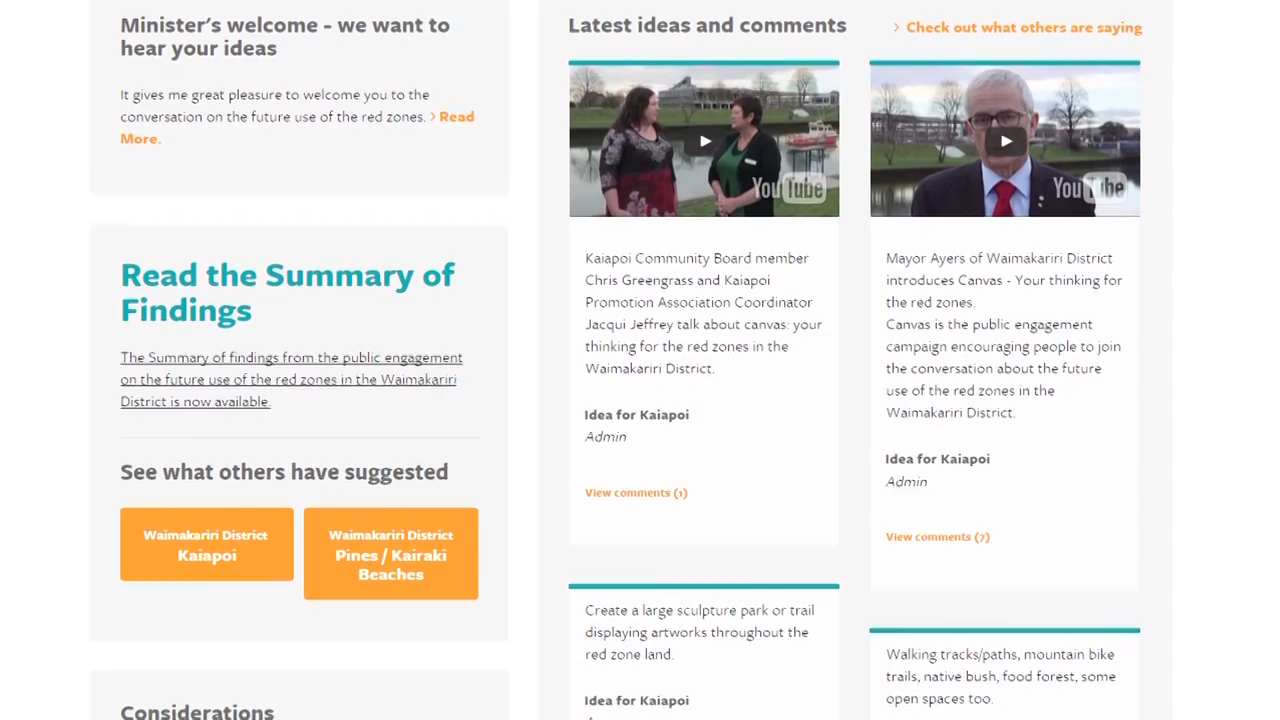 Minister's welcome - we want to
hear your ideas
It gives me great pleasure to welcome you to the
conversation on the future use of the red zones. › Read
More.
Read the Summary of
Findings
The Summary of findings from the public engagement
on the future use of the red zones in the Waimakariri
District is now available.
See what others have suggested
Waimakariri District
Kaiapoi
Waimakariri District
Pines / Kairaki
Beaches
Considerations
Latest ideas and comments
› Check out what others are saying
YouTube
Kaiapoi Community Board member
Chris Greengrass and Kaiapoi
Promotion Association Coordinator
Jacqui Jeffrey talk about canvas: your
thinking for the red zones in the
Waimakariri District.
Idea for Kaiapoi
Admin
View comments (1)
Create a large sculpture park or trail
displaying artworks throughout the
red zone land.
Idea for Kaiapoi
YouTube
Mayor Ayers of Waimakariri District
introduces Canvas - Your thinking for
the red zones.
Canvas is the public engagement
campaign encouraging people to join
the conversation about the future
use of the red zones in the
Waimakariri District.
Idea for Kaiapoi
Admin
View comments (7)
Walking tracks/paths, mountain bike
trails, native bush, food forest, some
open spaces too.